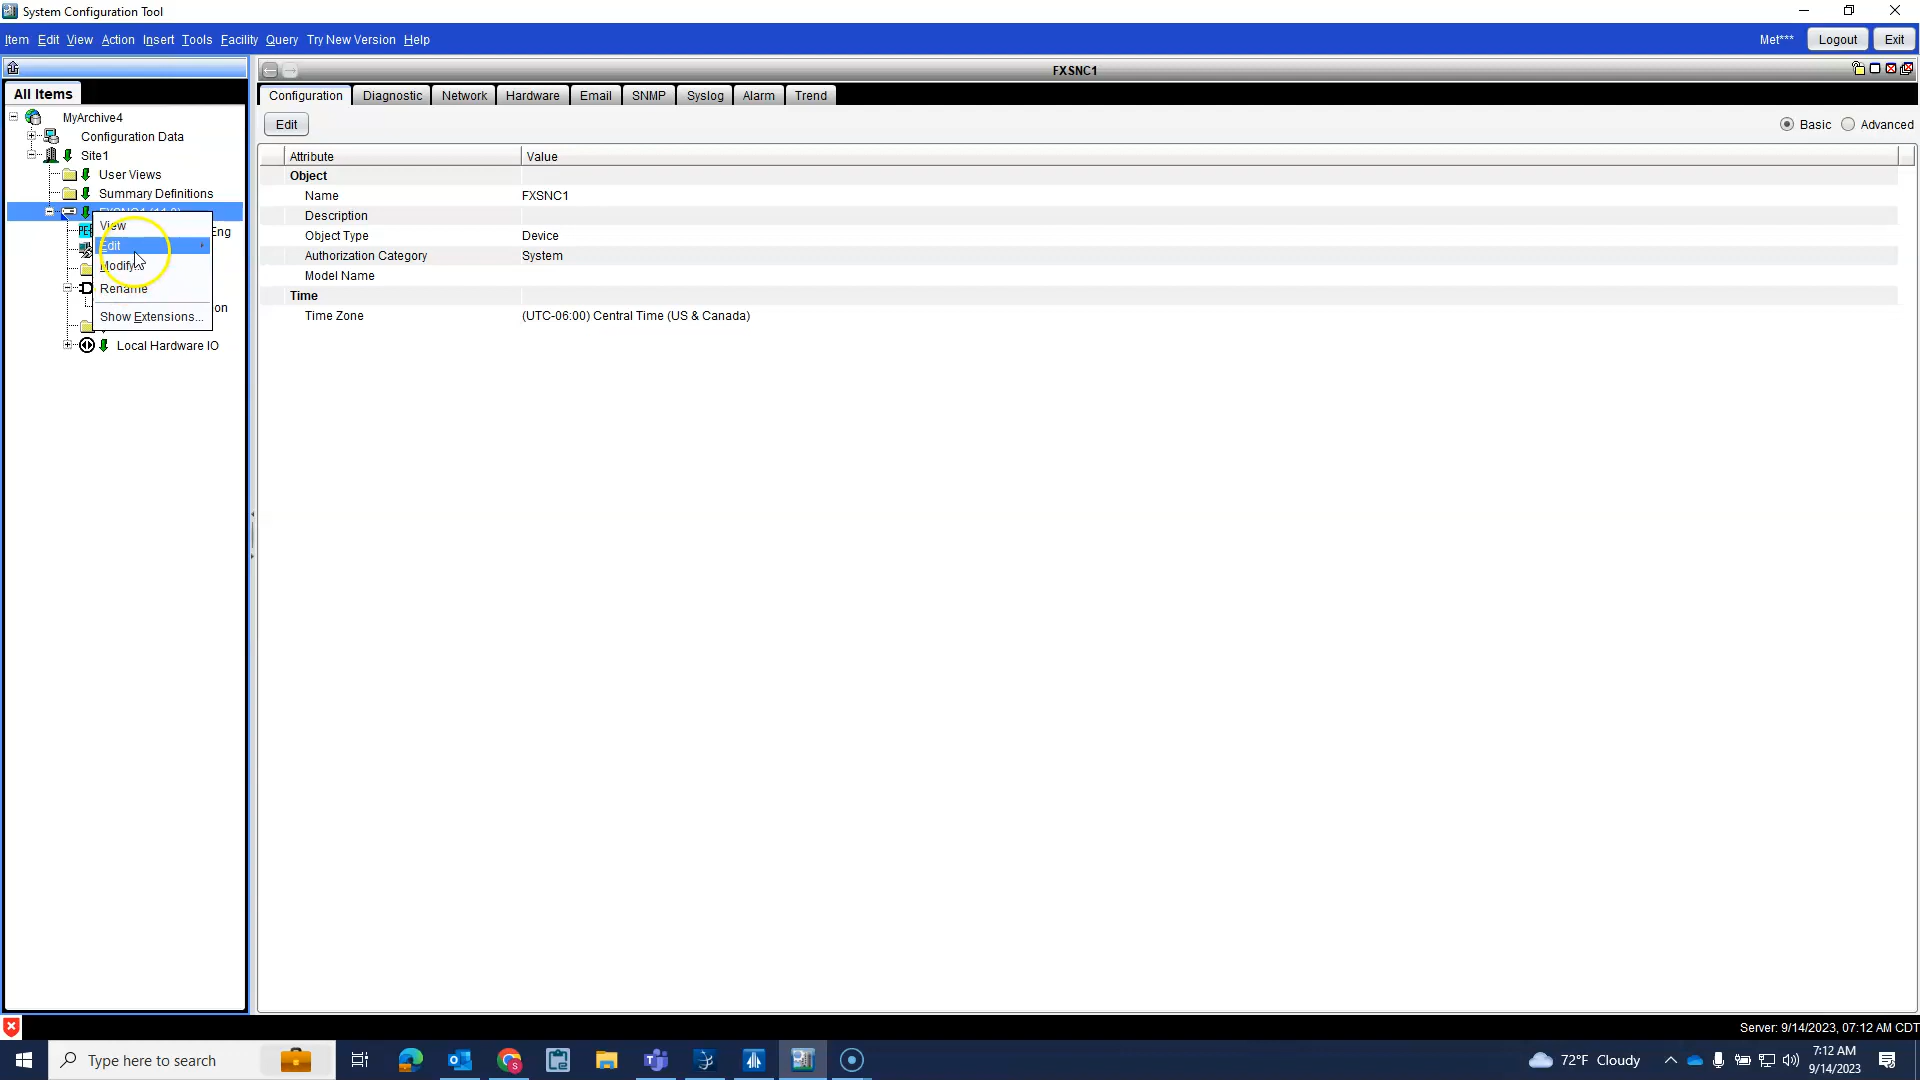 System Configuration Tool
Item Edit View Action Insert Tools Facility Query Try New Version Help
Met*** Logout Exit
FXSNC1
All Items
Configuration Diagnostic Network Hardware Email SNMP Syslog Alarm Trend
Edit
Basic Advanced
MyArchive4
Configuration Data
Site1
User Views
Summary Definitions
View
Eng
Edit
Modify
Rename
on
Show Extensions...
Local Hardware IO
Attribute Value
Object
Name FXSNC1
Description
Object Type Device
Authorization Category System
Model Name
Time
Time Zone (UTC-06:00) Central Time (US & Canada)
Server: 9/14/2023, 07:12 AM CDT
Type here to search
72°F Cloudy
7:12 AM
9/14/2023